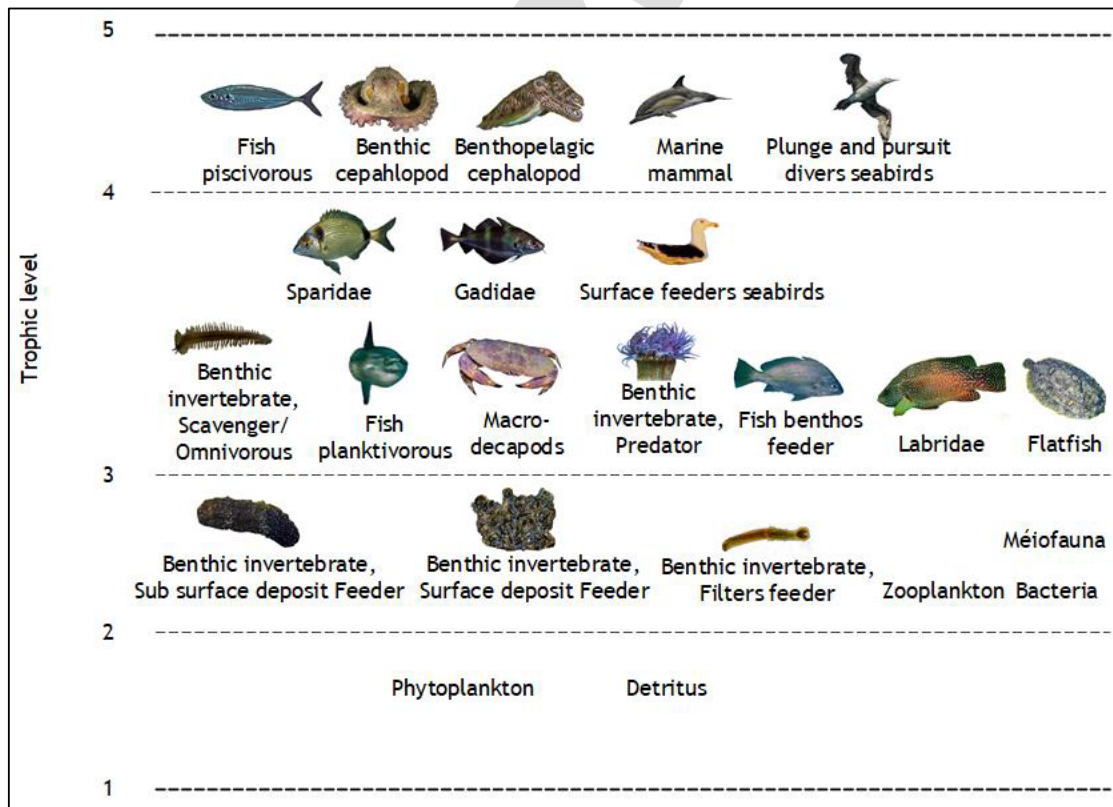 5
Fish
piscivorous
Benthic
cepahlopod
Benthopelagic
cephalopod
Marine
mammal
Plunge and pursuit
divers seabirds
4
Sparidae
Gadidae
Surface feeders seabirds
Trophic level
Benthic
invertebrate,
Scavenger/
Omnivorous
Fish
planktivorous
Macro-
decapods
Benthic
invertebrate,
Predator
Fish benthos
feeder
Labridae
Flatfish
3
Benthic invertebrate,
Sub surface deposit Feeder
Benthic invertebrate,
Surface deposit Feeder
Benthic invertebrate,
Filters feeder
Zooplankton
Méiofauna
Bacteria
2
Phytoplankton
Detritus
1